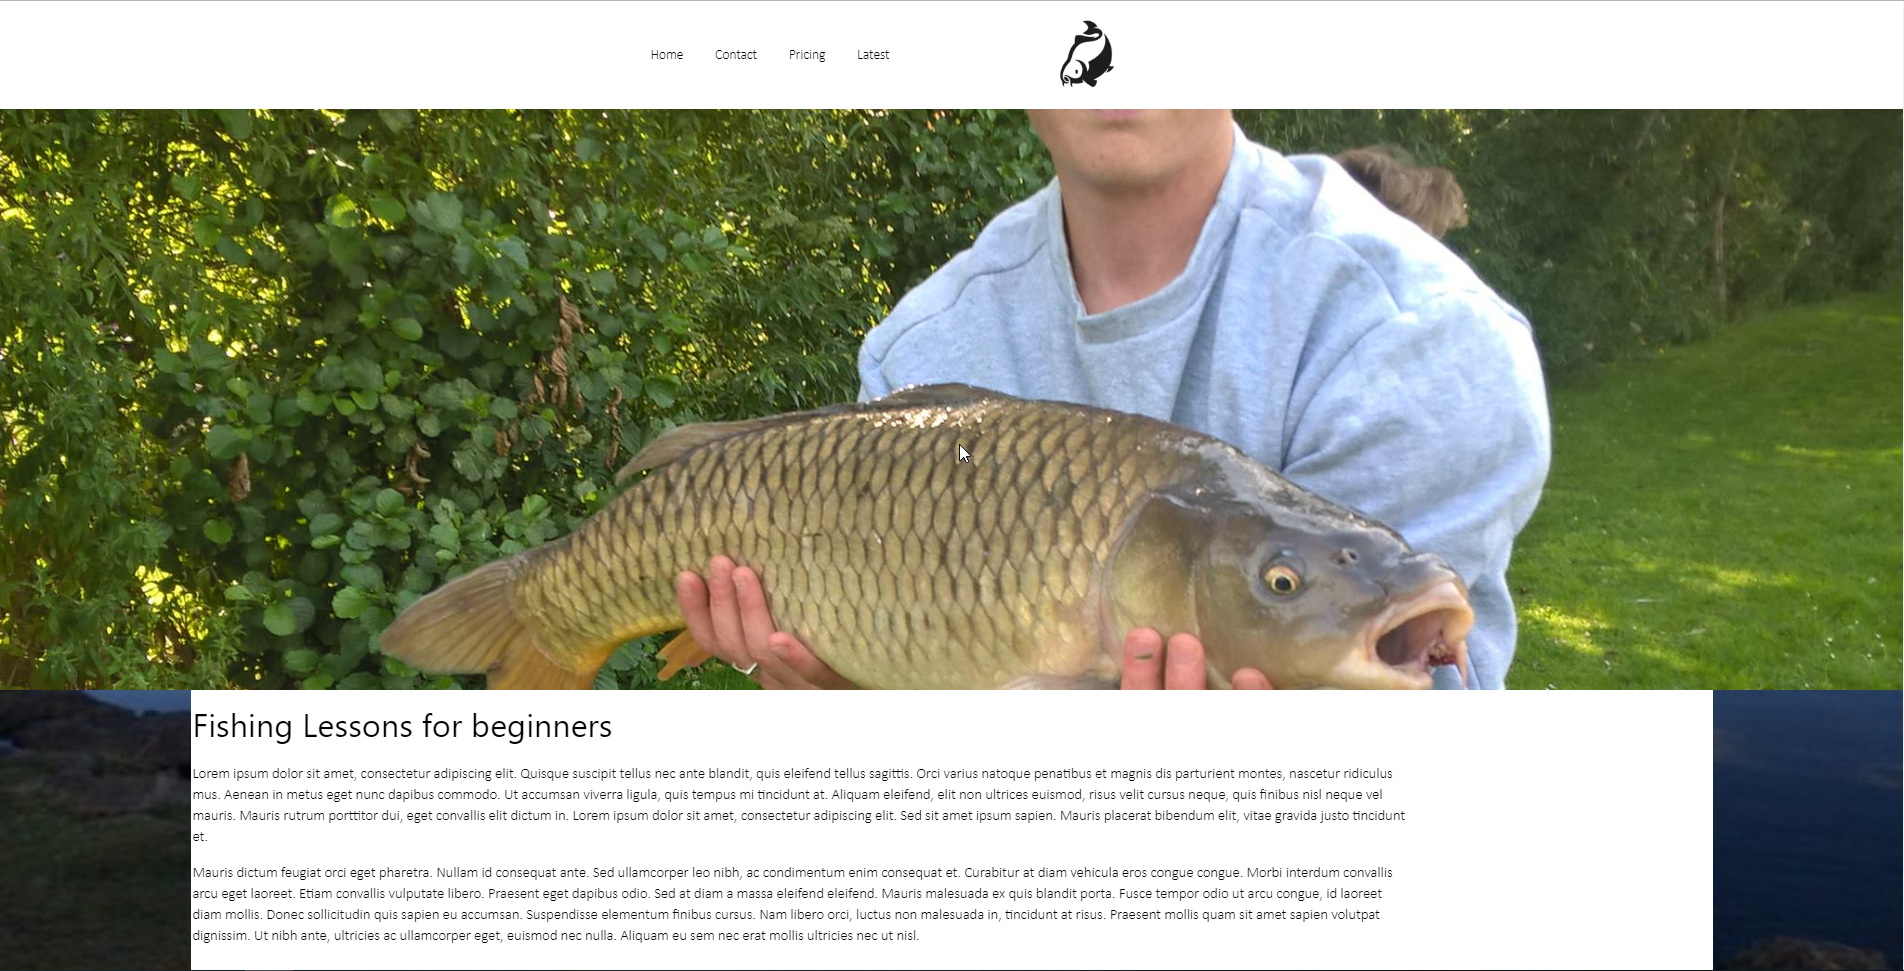 Home Contact Pricing Latest
Fishing Lessons for beginners
Lorem ipsum dolor sit amet, consectetur adipiscing elit. Quisque suscipit tellus nec ante blandit, quis eleifend tellus sagittis. Orci varius natoque penatibus et magnis dis parturient montes, nascetur ridiculus
mus. Aenean in metus eget nunc dapibus commodo. Ut accumsan viverra ligula, quis tempus mi tincidunt at. Aliquam eleifend, elit non ultrices euismod, risus velit cursus neque, quis finibus nisl neque vel
mauris. Mauris rutrum porttitor dui, eget convallis elit dictum in. Lorem ipsum dolor sit amet, consectetur adipiscing elit. Sed sit amet ipsum sapien. Mauris placerat bibendum elit, vitae gravida justo tincidunt
et.
Mauris dictum feugiat orci eget pharetra. Nullam id consequat ante. Sed ullamcorper leo nibh, ac condimentum enim consequat et. Curabitur at diam vehicula eros congue congue. Morbi interdum convallis
arcu eget laoreet. Etiam convallis vulputate libero. Praesent eget dapibus odio. Sed at diam a massa eleifend eleifend. Mauris malesuada ex quis blandit porta. Fusce tempor odio ut arcu congue, id laoreet
diam mollis. Donec sollicitudin quis sapien eu accumsan. Suspendisse elementum finibus cursus. Nam libero orci, luctus non malesuada in, tincidunt at risus. Praesent mollis quam sit amet sapien volutpat
dignissim. Ut nibh ante, ultricies ac ullamcorper eget, euismod nec nulla. Aliquam eu sem nec erat mollis ultricies nec ut nisl.